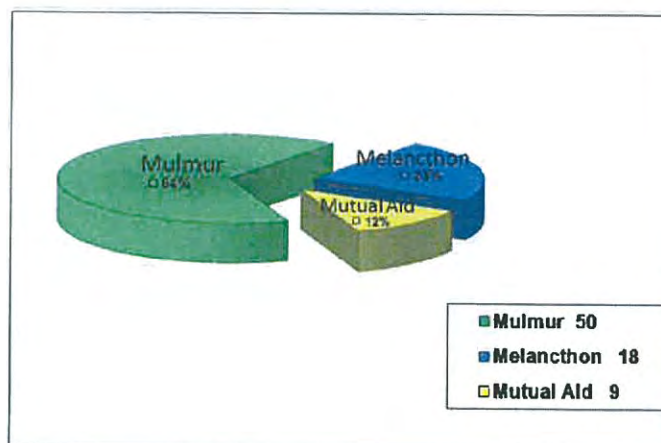 Mulmur
64%
Melancthon
Mutual Aid
12%
Mulmur 50
Melancthon 18
Mutual Aid 9